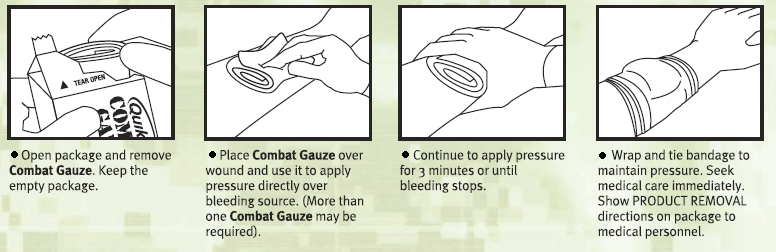 TEAR OPEN
Quik
COM
GA
● Open package and remove
Combat Gauze. Keep the
empty package.
● Place Combat Gauze over
wound and use it to apply
pressure directly over
bleeding source. (More than
one Combat Gauze may be
required).
● Continue to apply pressure
for 3 minutes or until
bleeding stops.
● Wrap and tie bandage to
maintain pressure. Seek
medical care immediately.
Show PRODUCT REMOVAL
directions on package to
medical personnel.